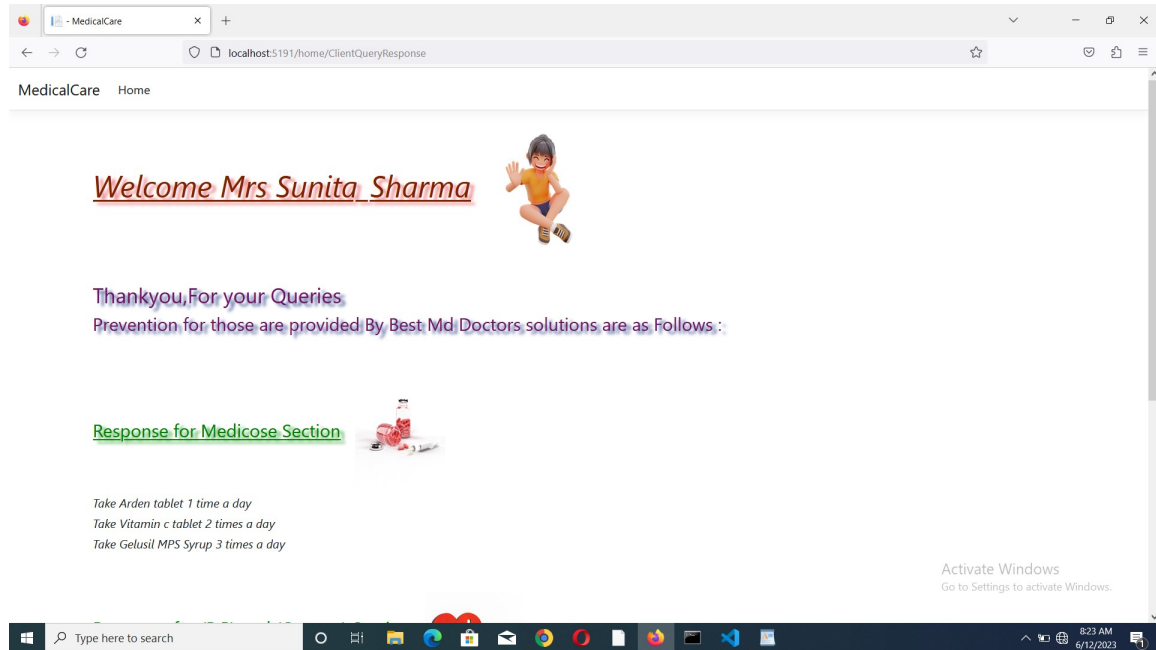 - MedicalCare
localhost:5191/home/ClientQueryResponse
MedicalCare Home
Welcome Mrs Sunita Sharma
Thankyou,For your Queries
Prevention for those are provided By Best Md Doctors solutions are as Follows :
Response for Medicose Section
Take Arden tablet 1 time a day
Take Vitamin c tablet 2 times a day
Take Gelusil MPS Syrup 3 times a day
Activate Windows
Go to Settings to activate Windows.
Type here to search
8:23 AM
6/12/2023
1